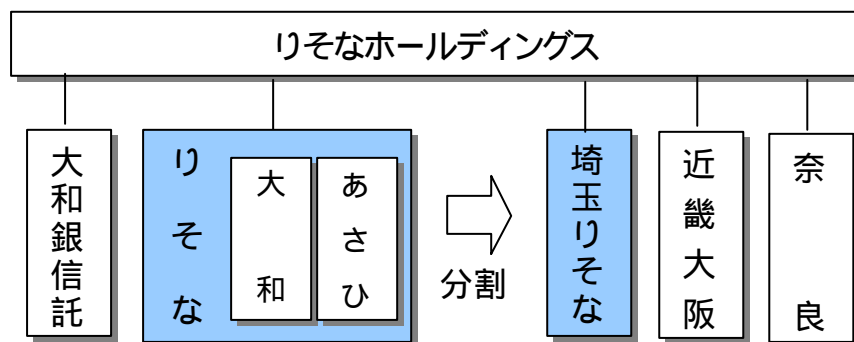 りそなホールディングス
大和銀信託
りそな
大和
あさひ
分割
埼玉りそな
近畿大阪
奈良